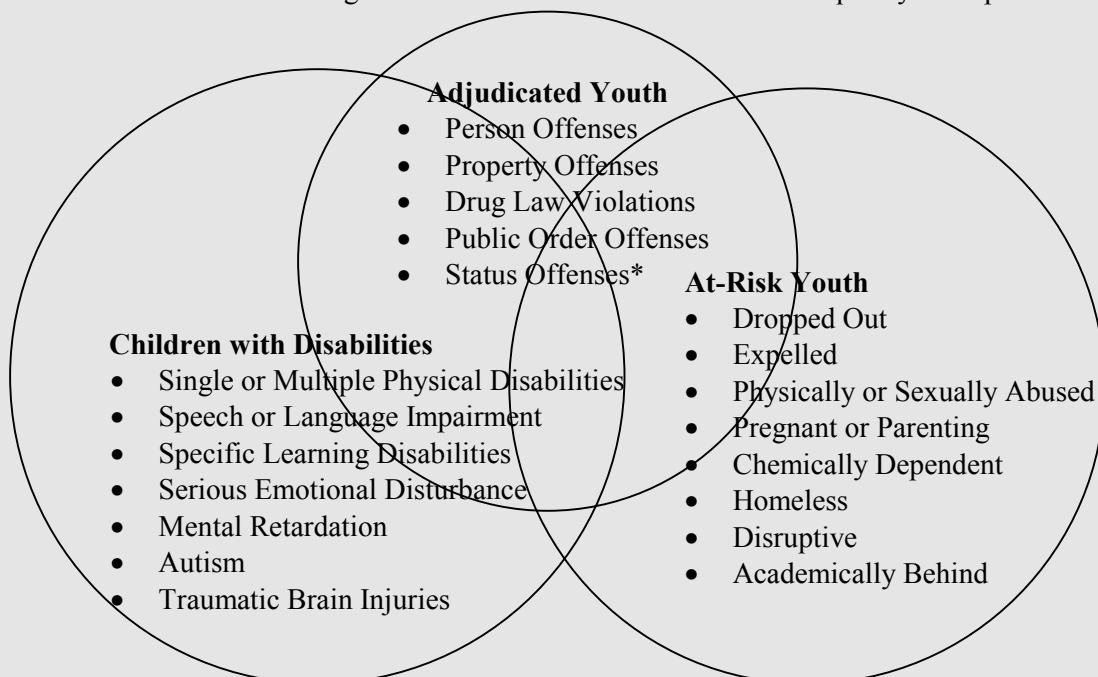 Adjudicated Youth
• Person Offenses
• Property Offenses
• Drug Law Violations
• Public Order Offenses
• Status Offenses*
Children with Disabilities
• Single or Multiple Physical Disabilities
• Speech or Language Impairment
• Specific Learning Disabilities
• Serious Emotional Disturbance
• Mental Retardation
• Autism
• Traumatic Brain Injuries
At-Risk Youth
• Dropped Out
• Expelled
• Physically or Sexually Abused
• Pregnant or Parenting
• Chemically Dependent
• Homeless
• Disruptive
• Academically Behind